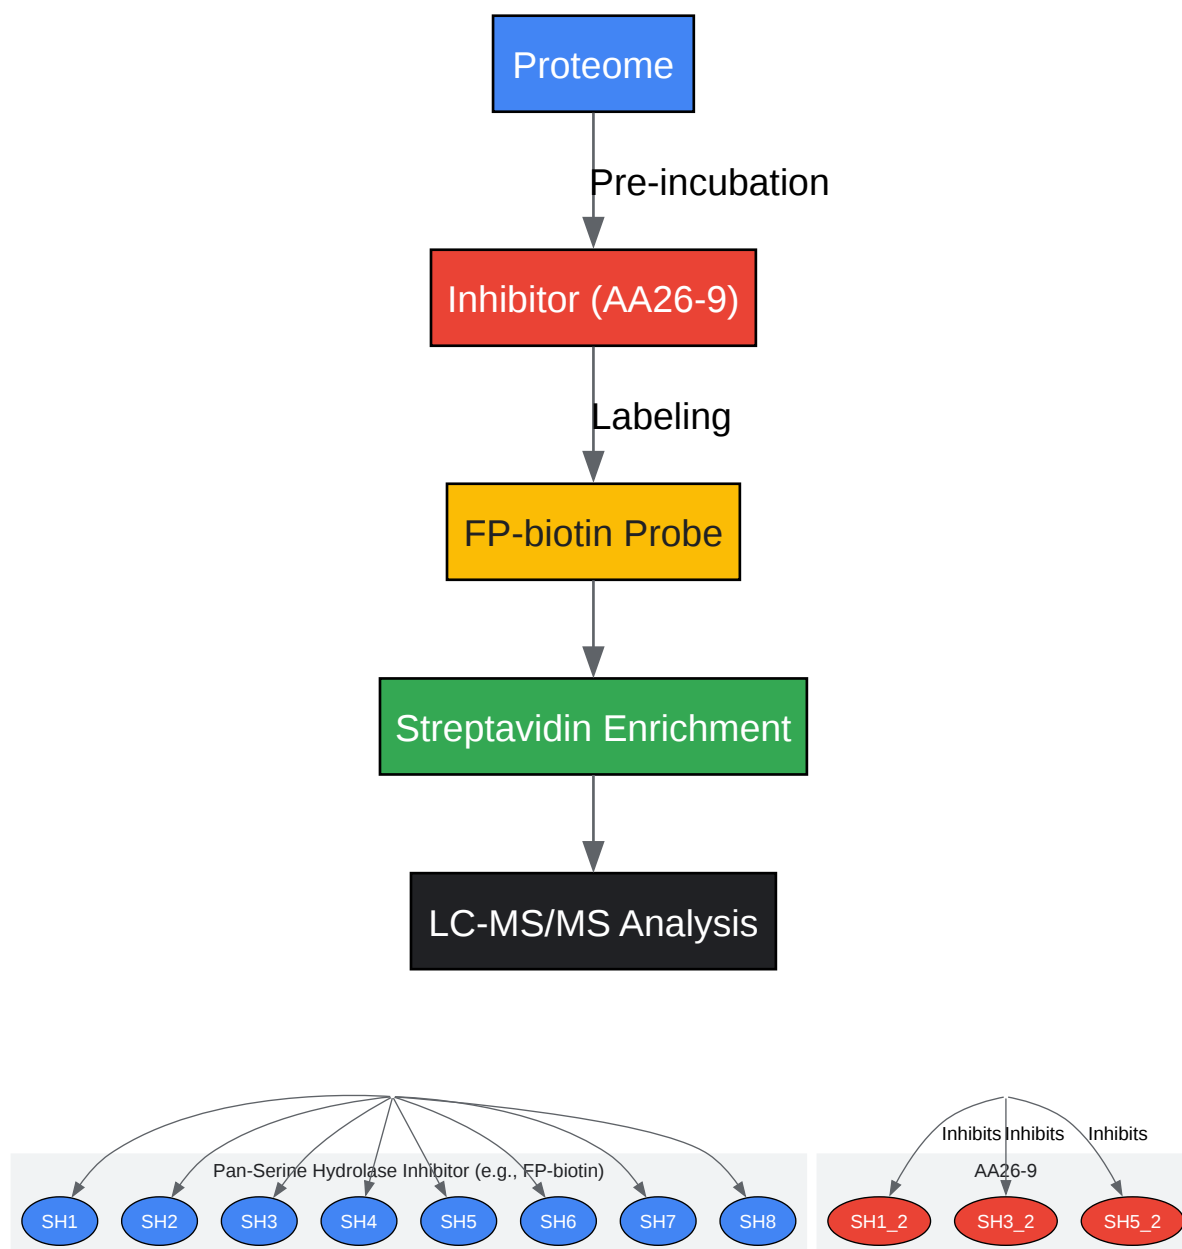 Proteome
Pre-incubation
Inhibitor (AA26-9)
Labeling
FP-biotin Probe
Streptavidin Enrichment
LC-MS/MS Analysis
Inhibits Inhibits Inhibits
Pan-Serine Hydrolase Inhibitor (e.g., FP-biotin)
AA26-9
SH1 SH2 SH3 SH4 SH5 SH6 SH7 SH8
SH1_2 SH3_2 SH5_2